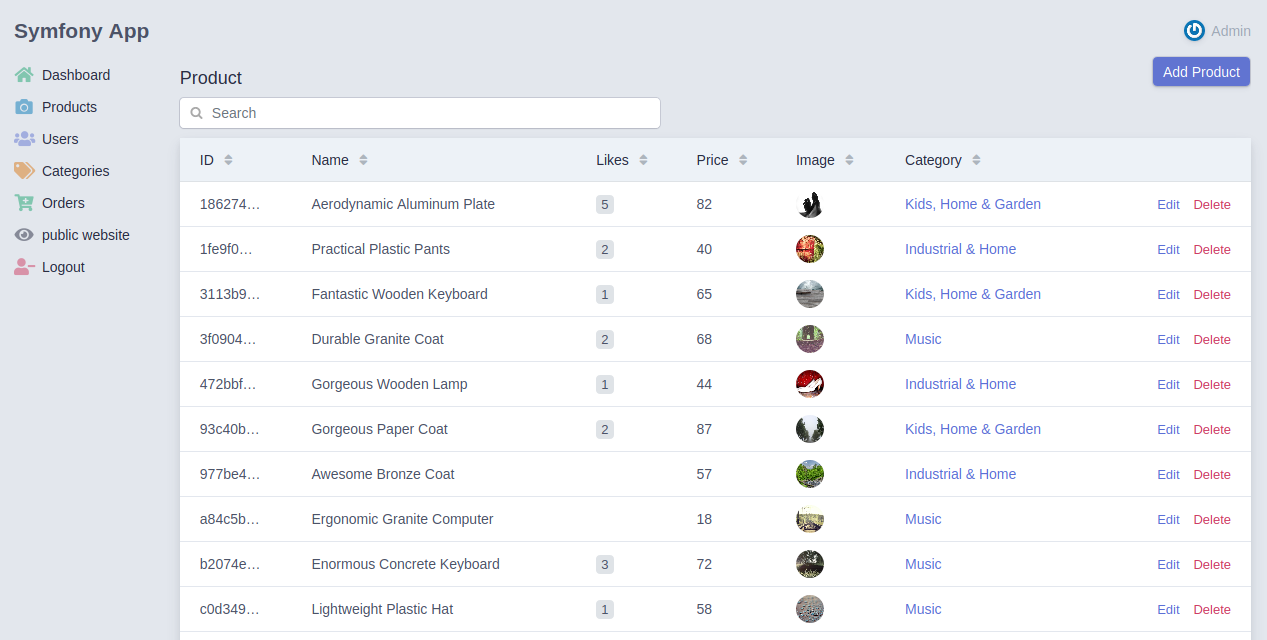 Symfony App
Admin
Dashboard
Products
Users
Categories
Orders
public website
Logout
Product
Add Product
Search
ID Name Likes Price Image Category
186274… Aerodynamic Aluminum Plate 5 82 Kids, Home & Garden Edit Delete
1fe9f0… Practical Plastic Pants 2 40 Industrial & Home Edit Delete
3113b9… Fantastic Wooden Keyboard 1 65 Kids, Home & Garden Edit Delete
3f0904… Durable Granite Coat 2 68 Music Edit Delete
472bbf… Gorgeous Wooden Lamp 1 44 Industrial & Home Edit Delete
93c40b… Gorgeous Paper Coat 2 87 Kids, Home & Garden Edit Delete
977be4… Awesome Bronze Coat 57 Industrial & Home Edit Delete
a84c5b… Ergonomic Granite Computer 18 Music Edit Delete
b2074e… Enormous Concrete Keyboard 3 72 Music Edit Delete
c0d349… Lightweight Plastic Hat 1 58 Music Edit Delete